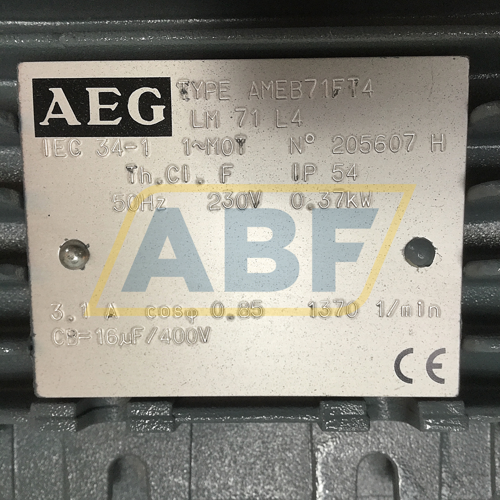 AEG
TYPE AMEB71FT4
LM 71 L4
IEC 34-1 1~MOT N° 205607 H
Th.Cl. F IP 54
50Hz 230V 0.37kW
ABF
3.1 A cosφ 0.85 1370 1/min
CB=16µF/400V
CE